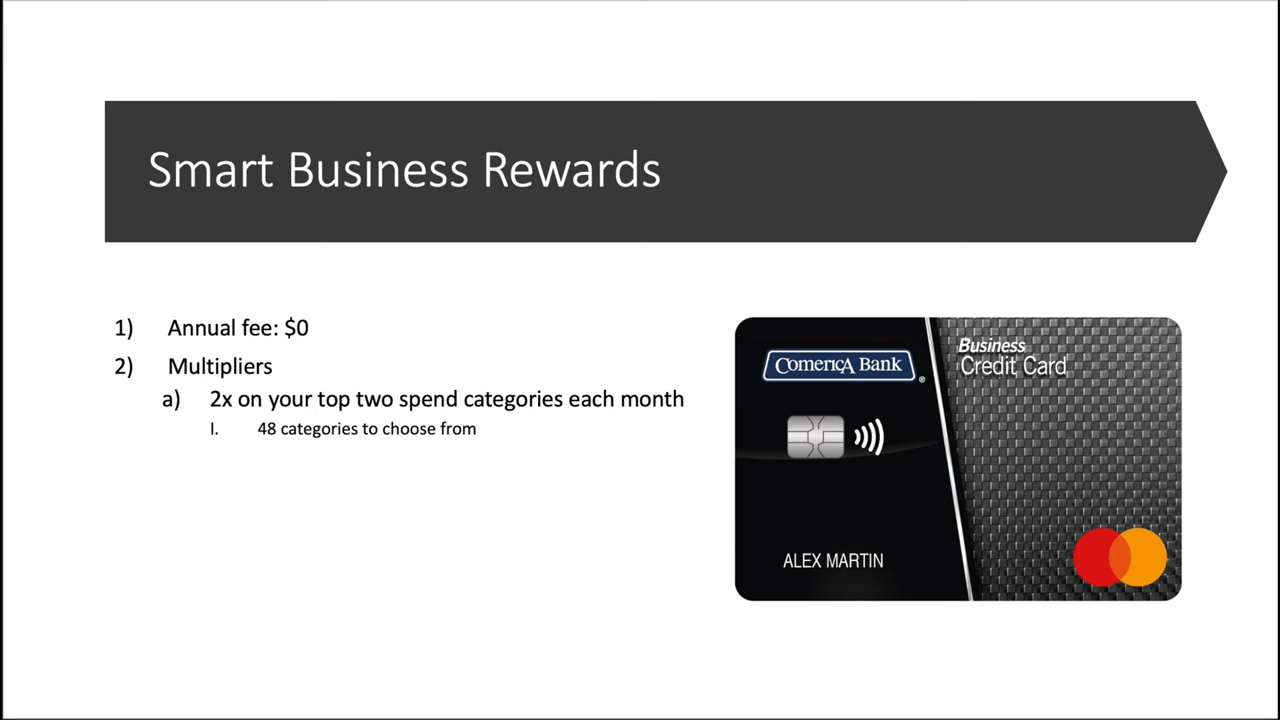 Smart Business Rewards
1) Annual fee: $0
2) Multipliers
a) 2x on your top two spend categories each month
I. 48 categories to choose from
ComericA Bank®
Business
Credit Card
ALEX MARTIN